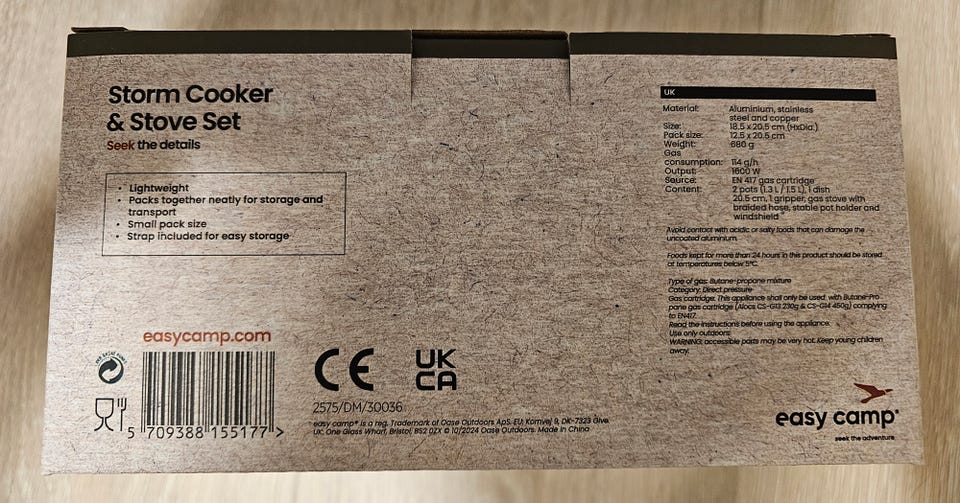 Storm Cooker
& Stove Set
Seek the details
• Lightweight
• Packs together neatly for storage and
transport
• Small pack size
• Strap included for easy storage
UK
Material: Aluminium, stainless
steel and copper
Size: 18.5 x 20.5 cm (HxDia.)
Pack size: 12.5 x 20.5 cm
Weight: 680 g
Gas
consumption: 114 g/h
Output: 1600 W
Source: EN 417 gas cartridge
Content: 2 pots (1.3 L / 1.5 L), 1 dish
20.5 cm, 1 gripper, gas stove with
braided hose, stable pot holder and
windshield
Avoid contact with acidic or salty foods that can damage the
uncoated aluminium.
Foods kept for more than 24 hours in this product should be stored
at temperatures below 5°C.
Type of gas: Butane-propane mixture
Category: Direct pressure
Gas cartridge: This appliance shall only be used with Butane-Pro-
pane gas cartridge (Alocs CS-G13 230g & CS-G14 450g) complying
to EN417.
Read the instructions before using the appliance.
Use only outdoors
WARNING: accessible parts may be very hot. Keep young children
away.
easycamp.com
5 709388 155177 >
CE
UK
CA
2575/DM/30036
easy camp® is a reg. Trademark of Oase Outdoors ApS. EU, Kornvej 9, DK-7323 Give.
UK, One Glass Wharf, Bristol, BS2 0ZX © 10/2024 Oase Outdoors. Made in China
easy camp®
seek the adventure